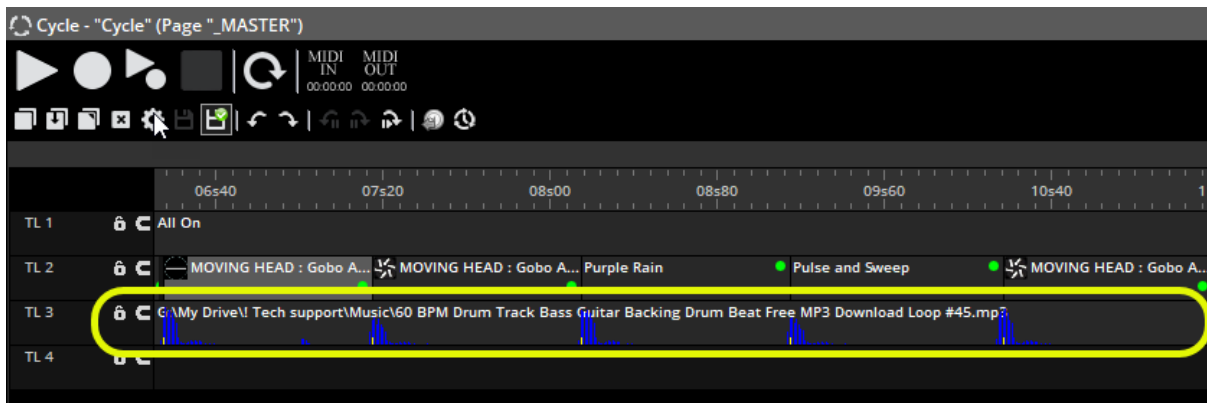 Cycle - "Cycle" (Page "_MASTER")
MIDI IN 00:00:00
MIDI OUT 00:00:00
06s40 07s20 08s00 08s80 09s60 10s40 1
TL 1 All On
TL 2 MOVING HEAD : Gobo A... MOVING HEAD : Gobo A... Purple Rain Pulse and Sweep MOVING HEAD : Gobo A..
TL 3 G:\My Drive\! Tech support\Music\60 BPM Drum Track Bass Guitar Backing Drum Beat Free MP3 Download Loop #45.mp3
TL 4